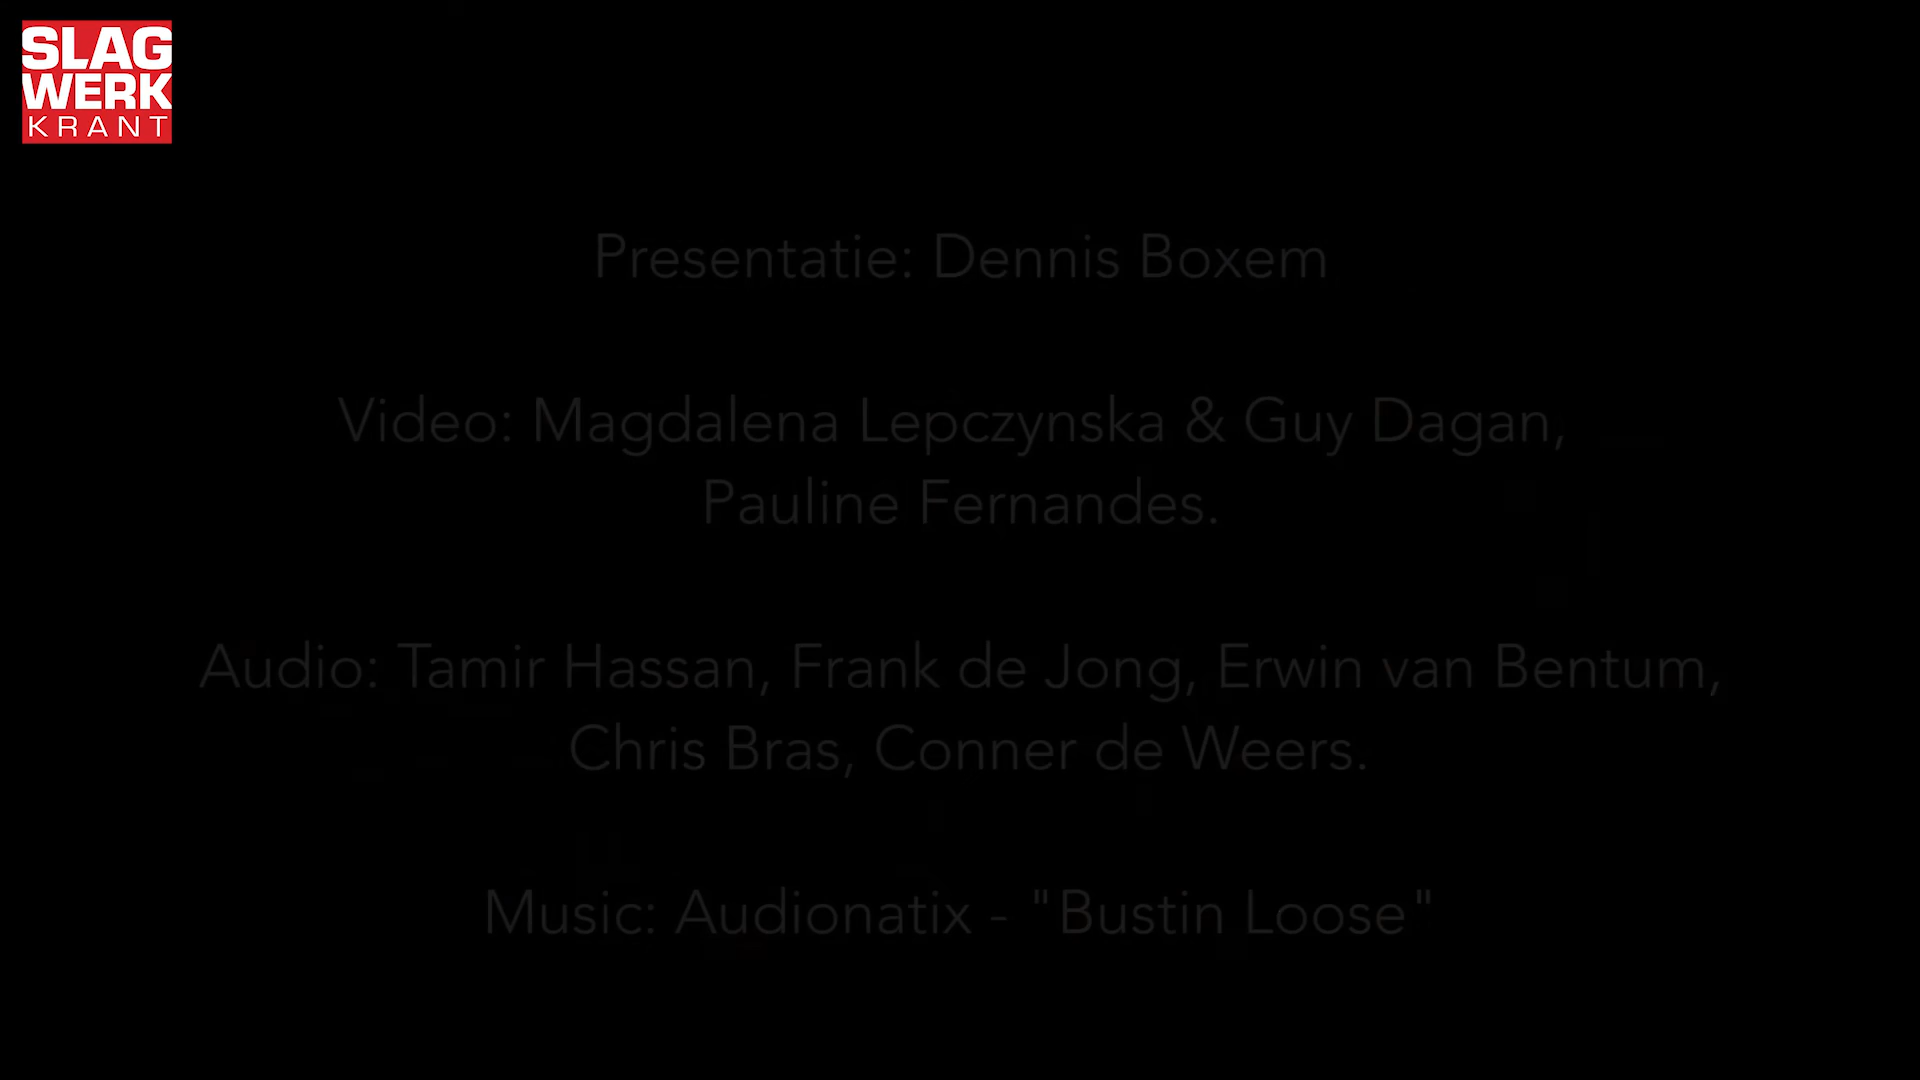 SLAG
WERK
KRANT
Presentatie: Dennis Boxem
Video: Magdalena Lepczynska & Guy Dagan,
Pauline Fernandes.
Audio: Tamir Hassan, Frank de Jong, Erwin van Bentum,
Chris Bras, Conner de Weers.
Music: Audionatix - "Bustin Loose"